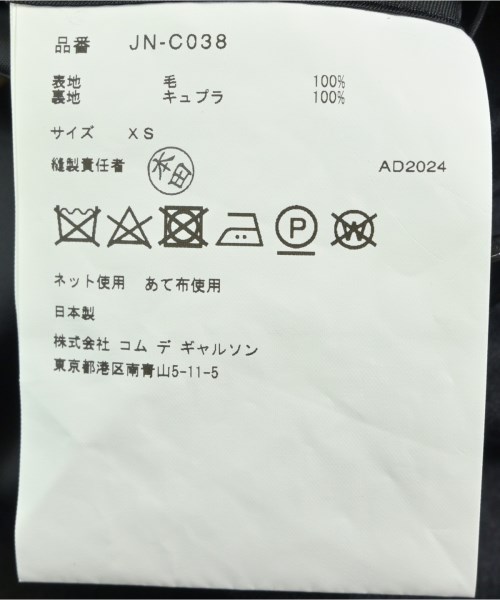 品番 JN-C038
表地 毛 100%
裏地 キュプラ 100%
サイズ XS
縫製責任者 本田 AD2024
P W
ネット使用 あて布使用
日本製
株式会社 コム デ ギャルソン
東京都港区南青山5-11-5